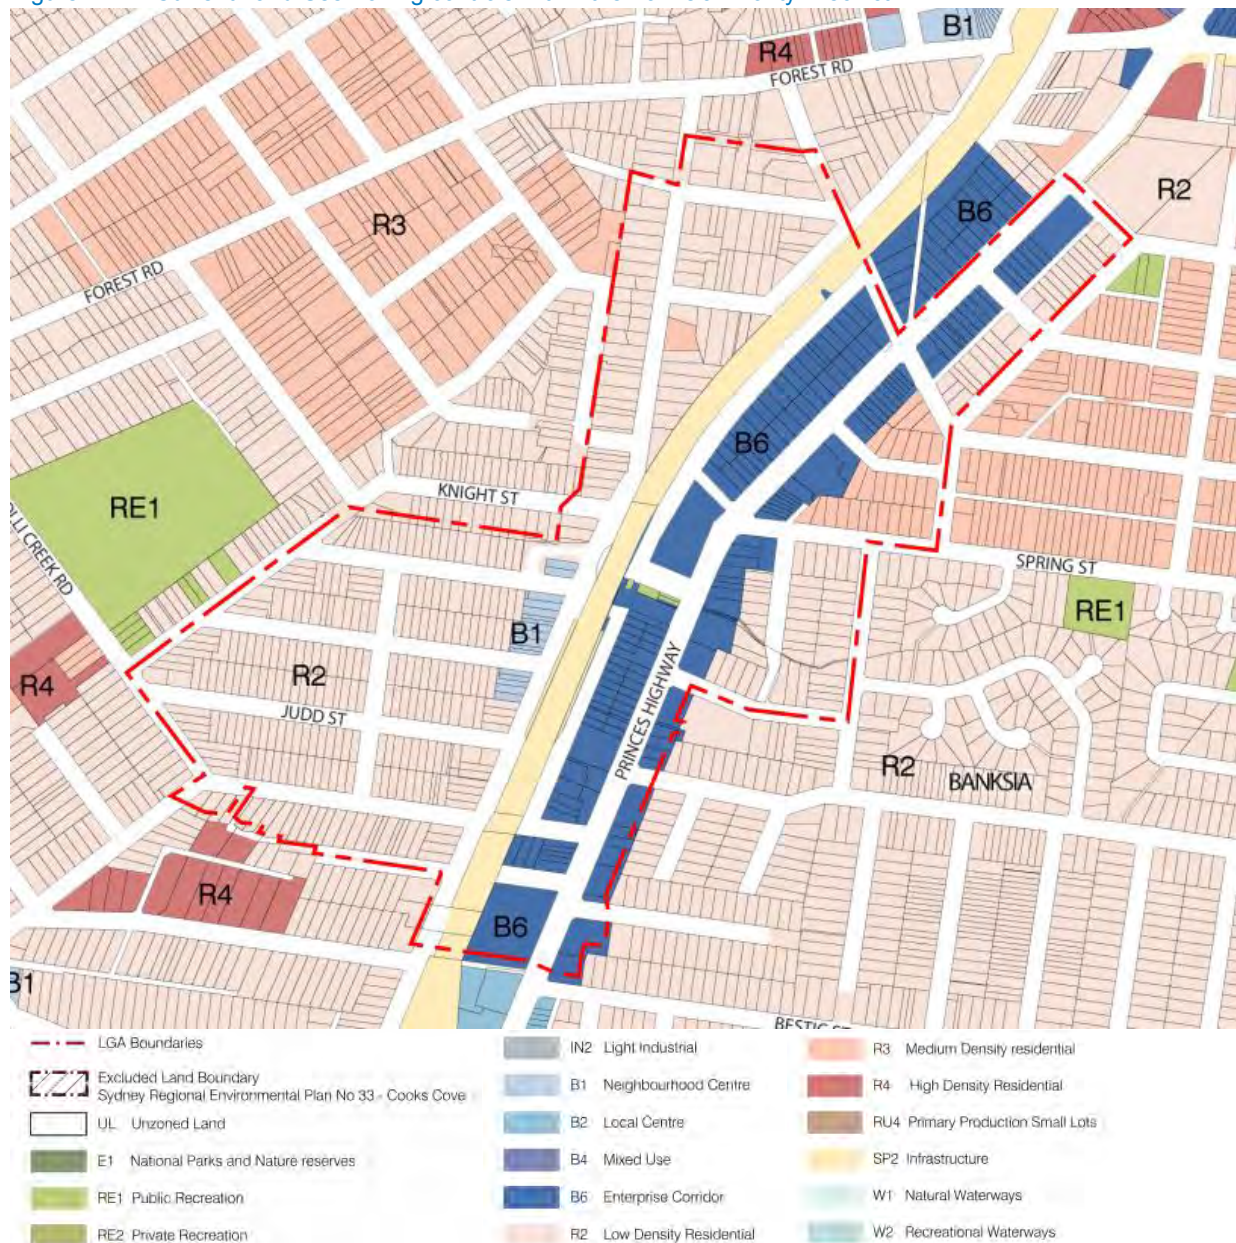 B1
R4
FOREST RD
R2
B6
R3
FOREST RD
B6
KNIGHT ST
RE1
SPRING ST
RE1
CREEK RD
B1
R4
R2
JUDD ST
PRINCES HIGHWAY
R2
BANKSIA
R4
B6
B1
LGA Boundaries
Excluded Land Boundary
Sydney Regional Environmental Plan No 33 - Cooks Cove
UL Unzoned Land
E1 National Parks and Nature reserves
RE1 Public Recreation
RE2 Private Recreation
IN2 Light Industrial
B1 Neighbourhood Centre
B2 Local Centre
B4 Mixed Use
B6 Enterprise Corridor
R2 Low Density Residential
R3 Medium Density residential
R4 High Density Residential
RU4 Primary Production Small Lots
SP2 Infrastructure
W1 Natural Waterways
W2 Recreational Waterways